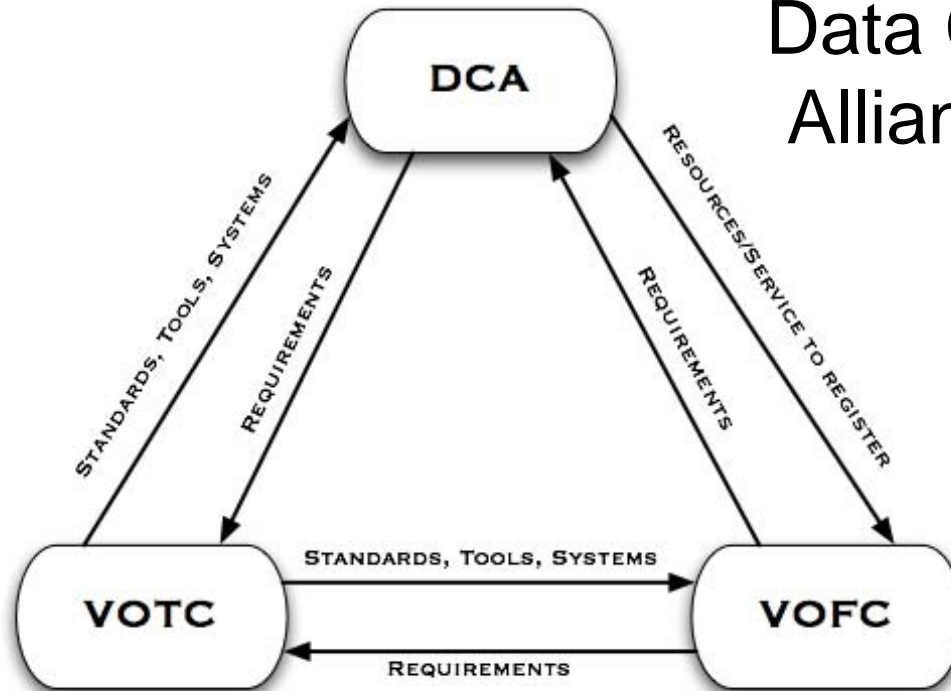 Data
Allian
DCA
RESOURCES/SERVICE TO REGISTER
STANDARDS, TOOLS, SYSTEMS
REQUIREMENTS
REQUIREMENTS
STANDARDS, TOOLS, SYSTEMS
VOTC
VOFC
REQUIREMENTS